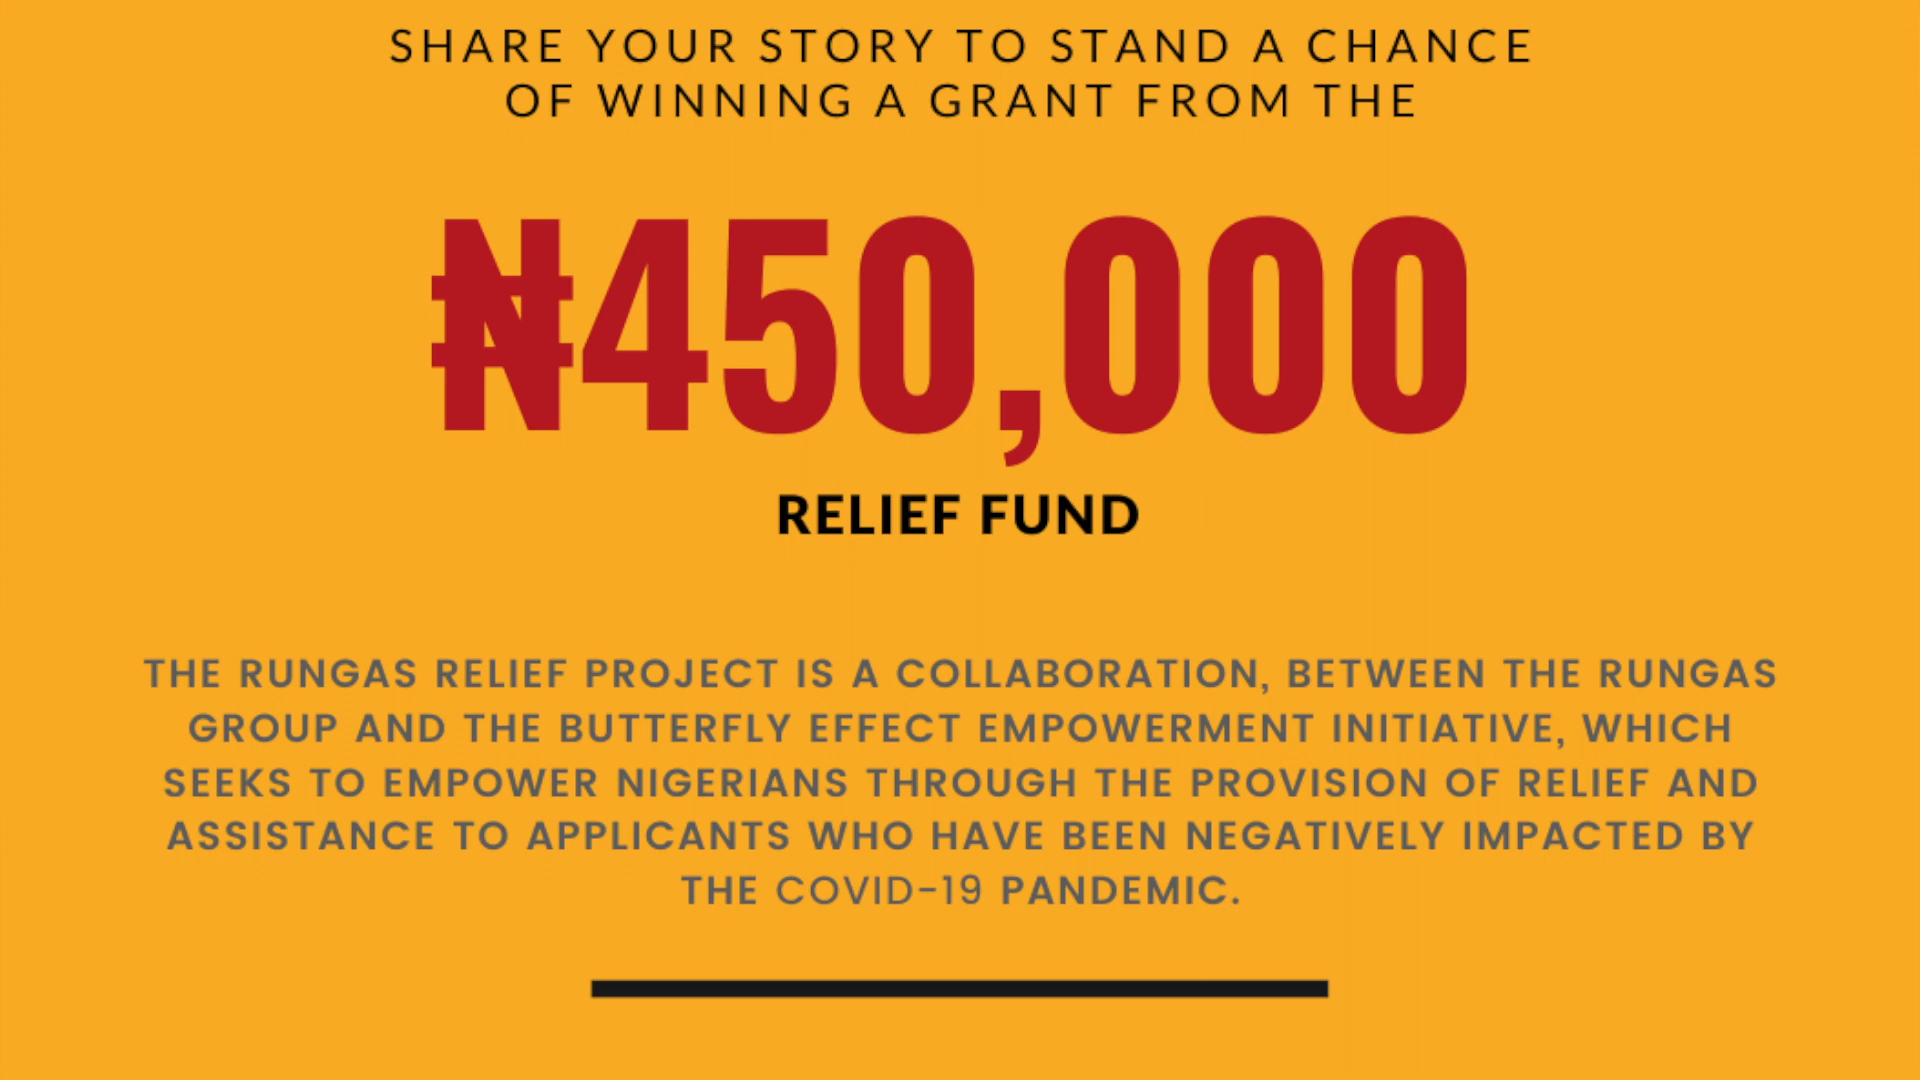 SHARE YOUR STORY TO STAND A CHANCE
OF WINNING A GRANT FROM THE
₦450,000
RELIEF FUND
THE RUNGAS RELIEF PROJECT IS A COLLABORATION, BETWEEN THE RUNGAS
GROUP AND THE BUTTERFLY EFFECT EMPOWERMENT INITIATIVE, WHICH
SEEKS TO EMPOWER NIGERIANS THROUGH THE PROVISION OF RELIEF AND
ASSISTANCE TO APPLICANTS WHO HAVE BEEN NEGATIVELY IMPACTED BY
THE COVID-19 PANDEMIC.